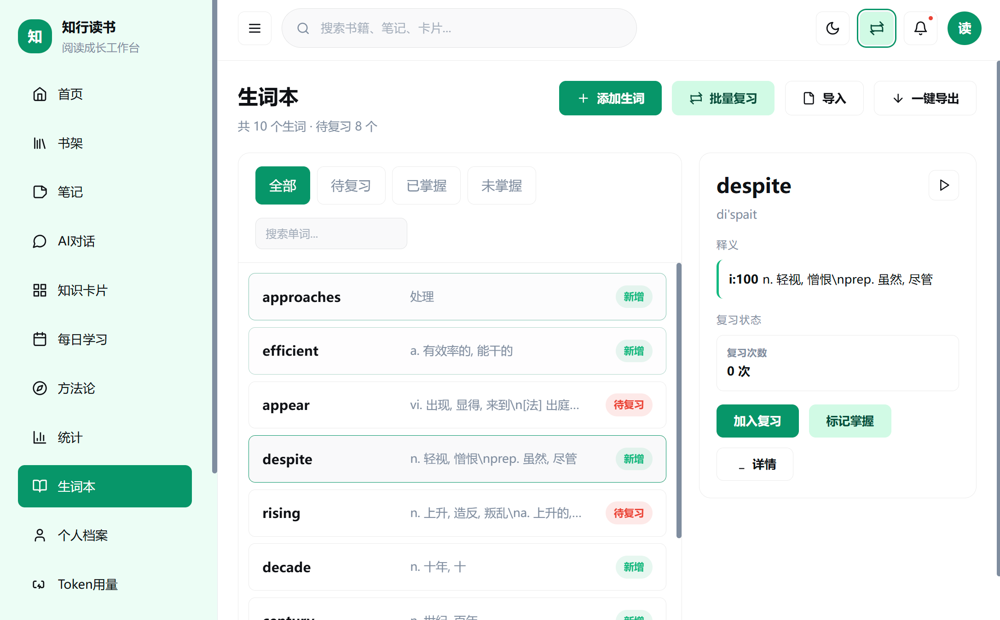 知
知行读书
阅读成长工作台
首页
书架
笔记
AI对话
知识卡片
每日学习
方法论
统计
生词本
个人档案
Token用量
搜索书籍、笔记、卡片...
读
生词本
共 10 个生词 · 待复习 8 个
添加生词
批量复习
导入
一键导出
全部
待复习
已掌握
未掌握
搜索单词...
approaches 处理 新增
efficient a. 有效率的, 能干的 新增
appear vi. 出现, 显得, 来到\n[法] 出庭... 待复习
despite n. 轻视, 憎恨\nprep. 虽然, 尽管 新增
rising n. 上升, 造反, 叛乱\na. 上升的,... 待复习
decade n. 十年, 十 新增
century n. 世纪, 百年 新增
despite
di'spait
释义
i:100 n. 轻视, 憎恨\nprep. 虽然, 尽管
复习状态
复习次数
0 次
加入复习
标记掌握
_ 详情